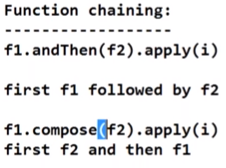 Function chaining:
------------------
f1.andThen(f2).apply(i)
first f1 followed by f2
f1.compose(f2).apply(i)
first f2 and then f1